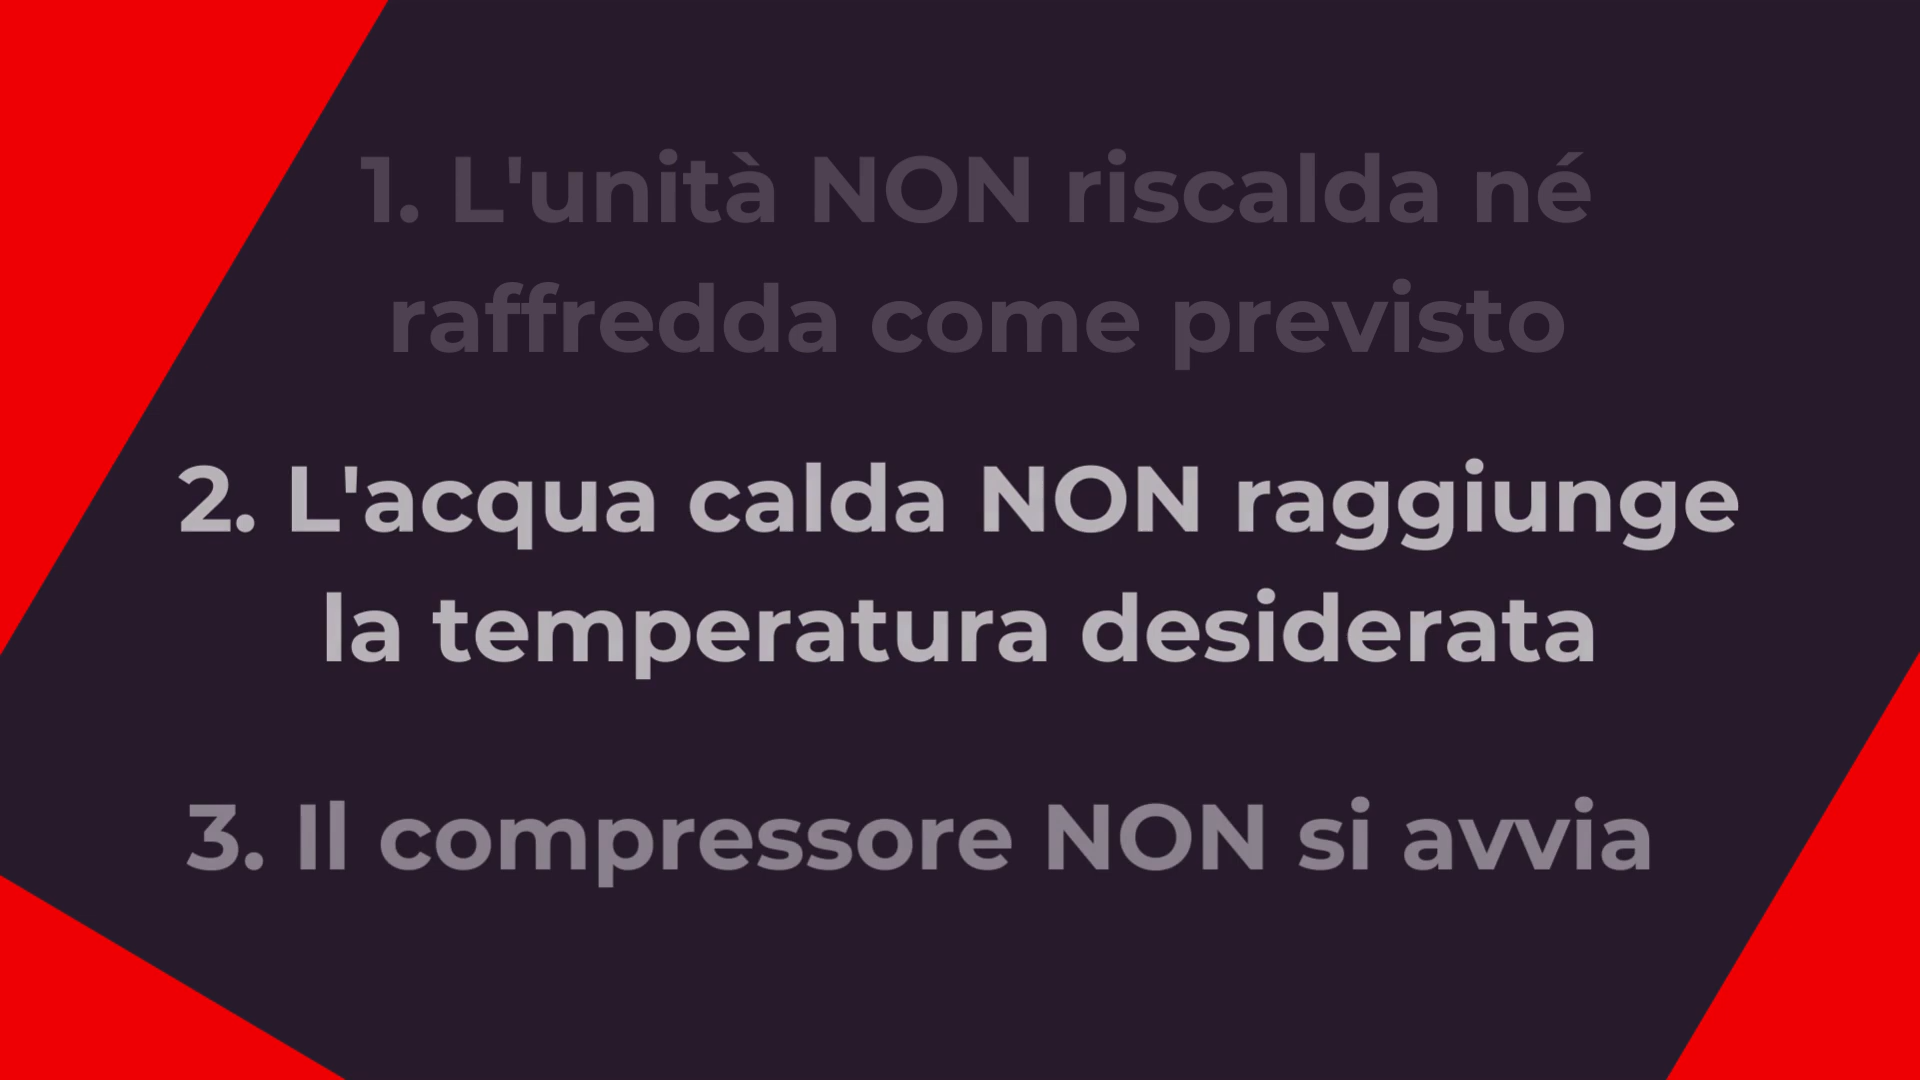 1. L'unità NON riscalda né
raffredda come previsto
2. L'acqua calda NON raggiunge
la temperatura desiderata
3. Il compressore NON si avvia